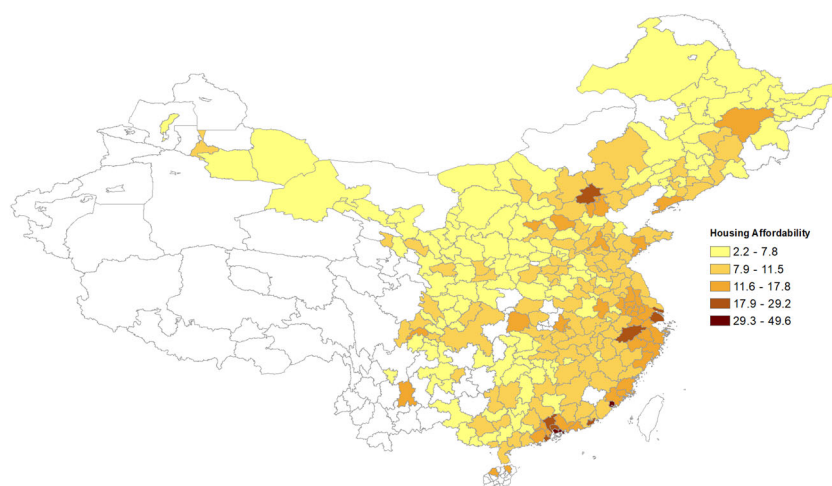 Housing Affordability
2.2 - 7.8
7.9 - 11.5
11.6 - 17.8
17.9 - 29.2
29.3 - 49.6